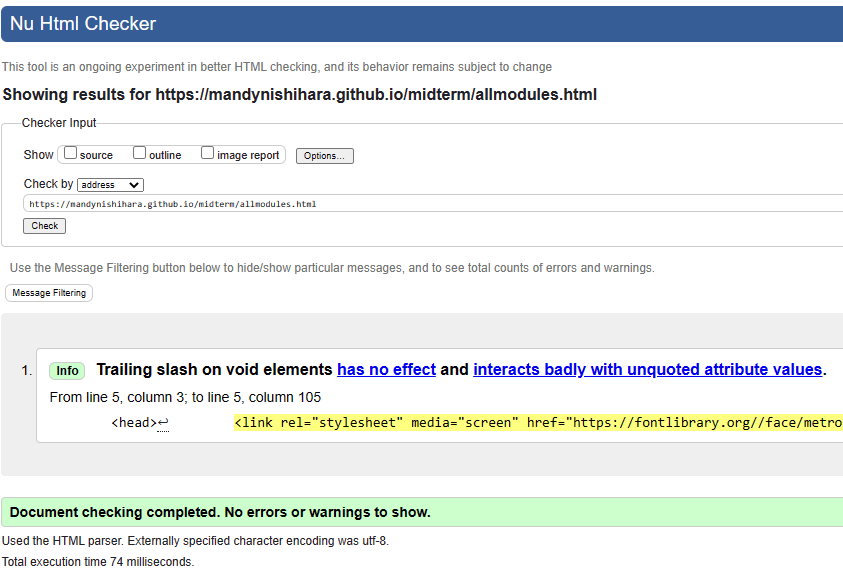 Nu Html Checker
This tool is an ongoing experiment in better HTML checking, and its behavior remains subject to change
Showing results for https://mandynishihara.github.io/midterm/allmodules.html
Checker Input
Show source outline image report Options...
Check by address
https://mandynishihara.github.io/midterm/allmodules.html
Check
Use the Message Filtering button below to hide/show particular messages, and to see total counts of errors and warnings.
Message Filtering
1. Info Trailing slash on void elements has no effect and interacts badly with unquoted attribute values.
From line 5, column 3; to line 5, column 105
<head>↩ <link rel="stylesheet" media="screen" href="https://fontlibrary.org//face/metro
Document checking completed. No errors or warnings to show.
Used the HTML parser. Externally specified character encoding was utf-8.
Total execution time 74 milliseconds.